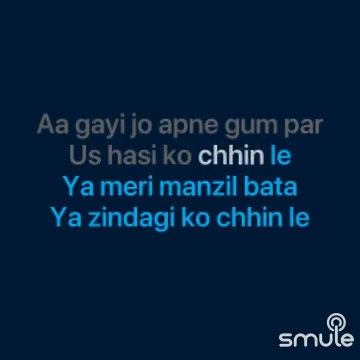 Aa gayi jo apne gum par
Us hasi ko chhin le
Ya meri manzil bata
Ya zindagi ko chhin le
smule